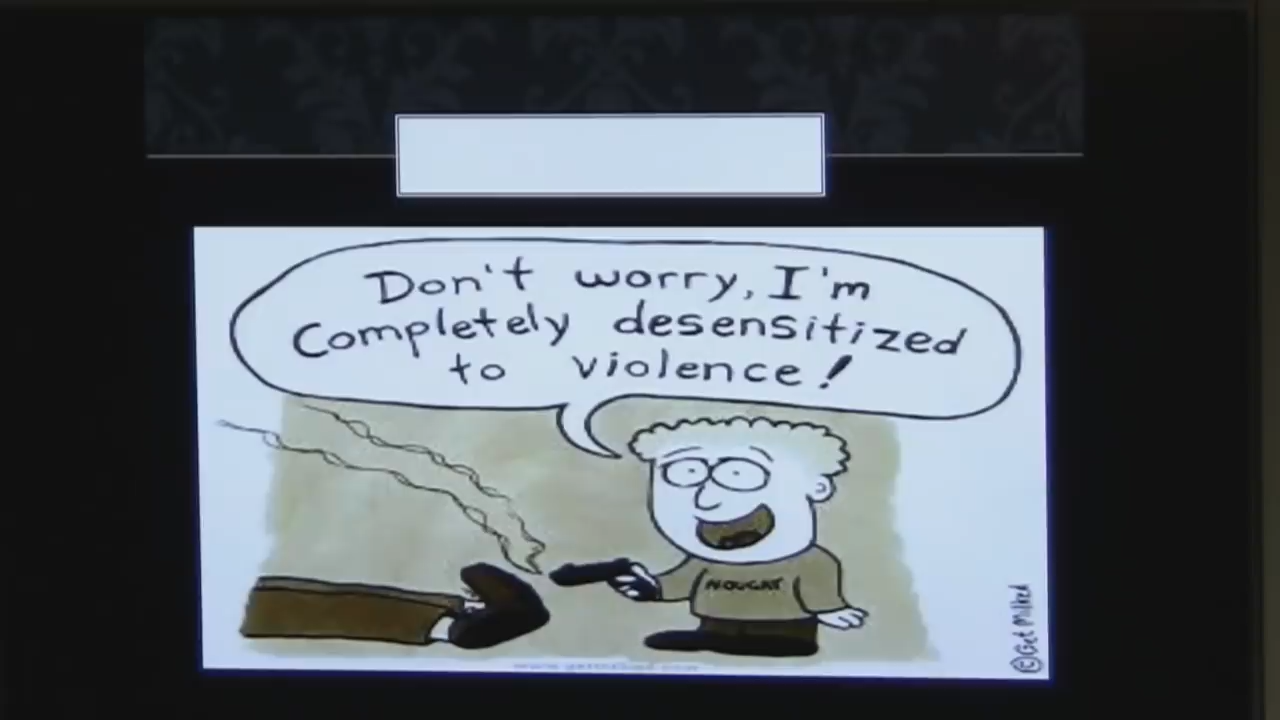 Don't worry, I'm
Completely desensitized
to violence!
NOUGAT
©Get Milked